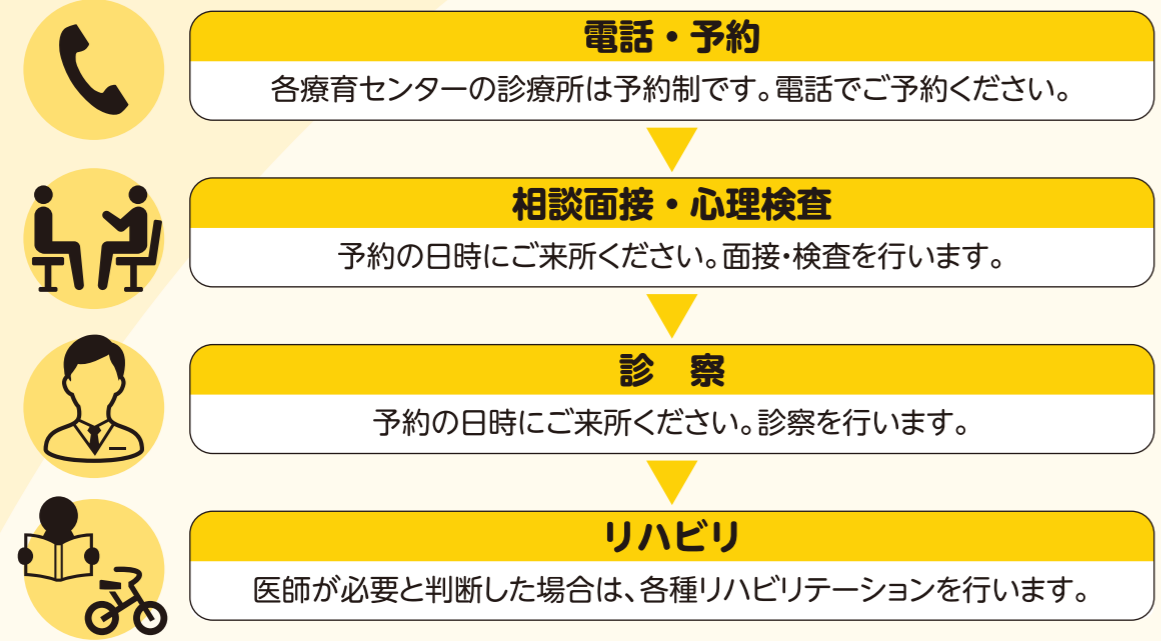 電話・予約
各療育センターの診療所は予約制です。電話でご予約ください。
相談面接・心理検査
予約の日時にご来所ください。面接・検査を行います。
診　察
予約の日時にご来所ください。診察を行います。
リハビリ
医師が必要と判断した場合は、各種リハビリテーションを行います。